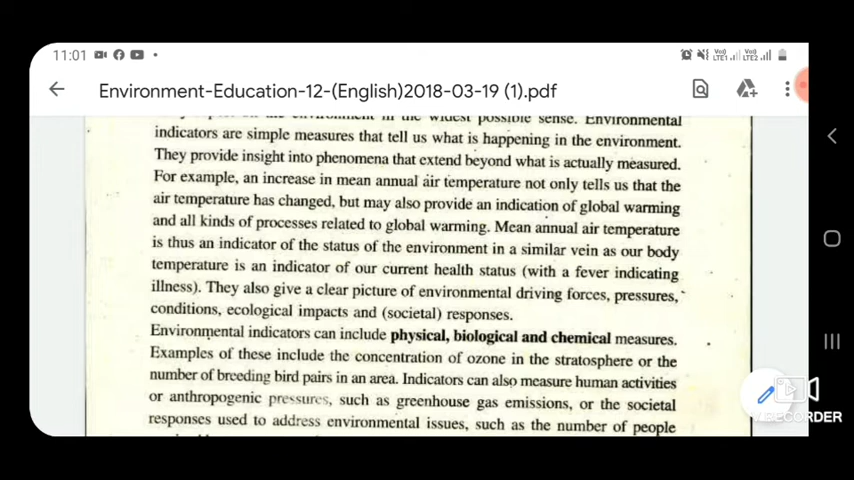 11:01
Environment-Education-12-(English)2018-03-19 (1).pdf
on the environment in the widest possible sense. Environmental
indicators are simple measures that tell us what is happening in the environment.
They provide insight into phenomena that extend beyond what is actually measured.
For example, an increase in mean annual air temperature not only tells us that the
air temperature has changed, but may also provide an indication of global warming
and all kinds of processes related to global warming. Mean annual air temperature
is thus an indicator of the status of the environment in a similar vein as our body
temperature is an indicator of our current health status (with a fever indicating
illness). They also give a clear picture of environmental driving forces, pressures,
conditions, ecological impacts and (societal) responses.
Environmental indicators can include physical, biological and chemical measures.
Examples of these include the concentration of ozone in the stratosphere or the
number of breeding bird pairs in an area. Indicators can also measure human activities
or anthropogenic pressures, such as greenhouse gas emissions, or the societal
responses used to address environmental issues, such as the number of people
RECORDER